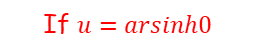 If u = arsinh0